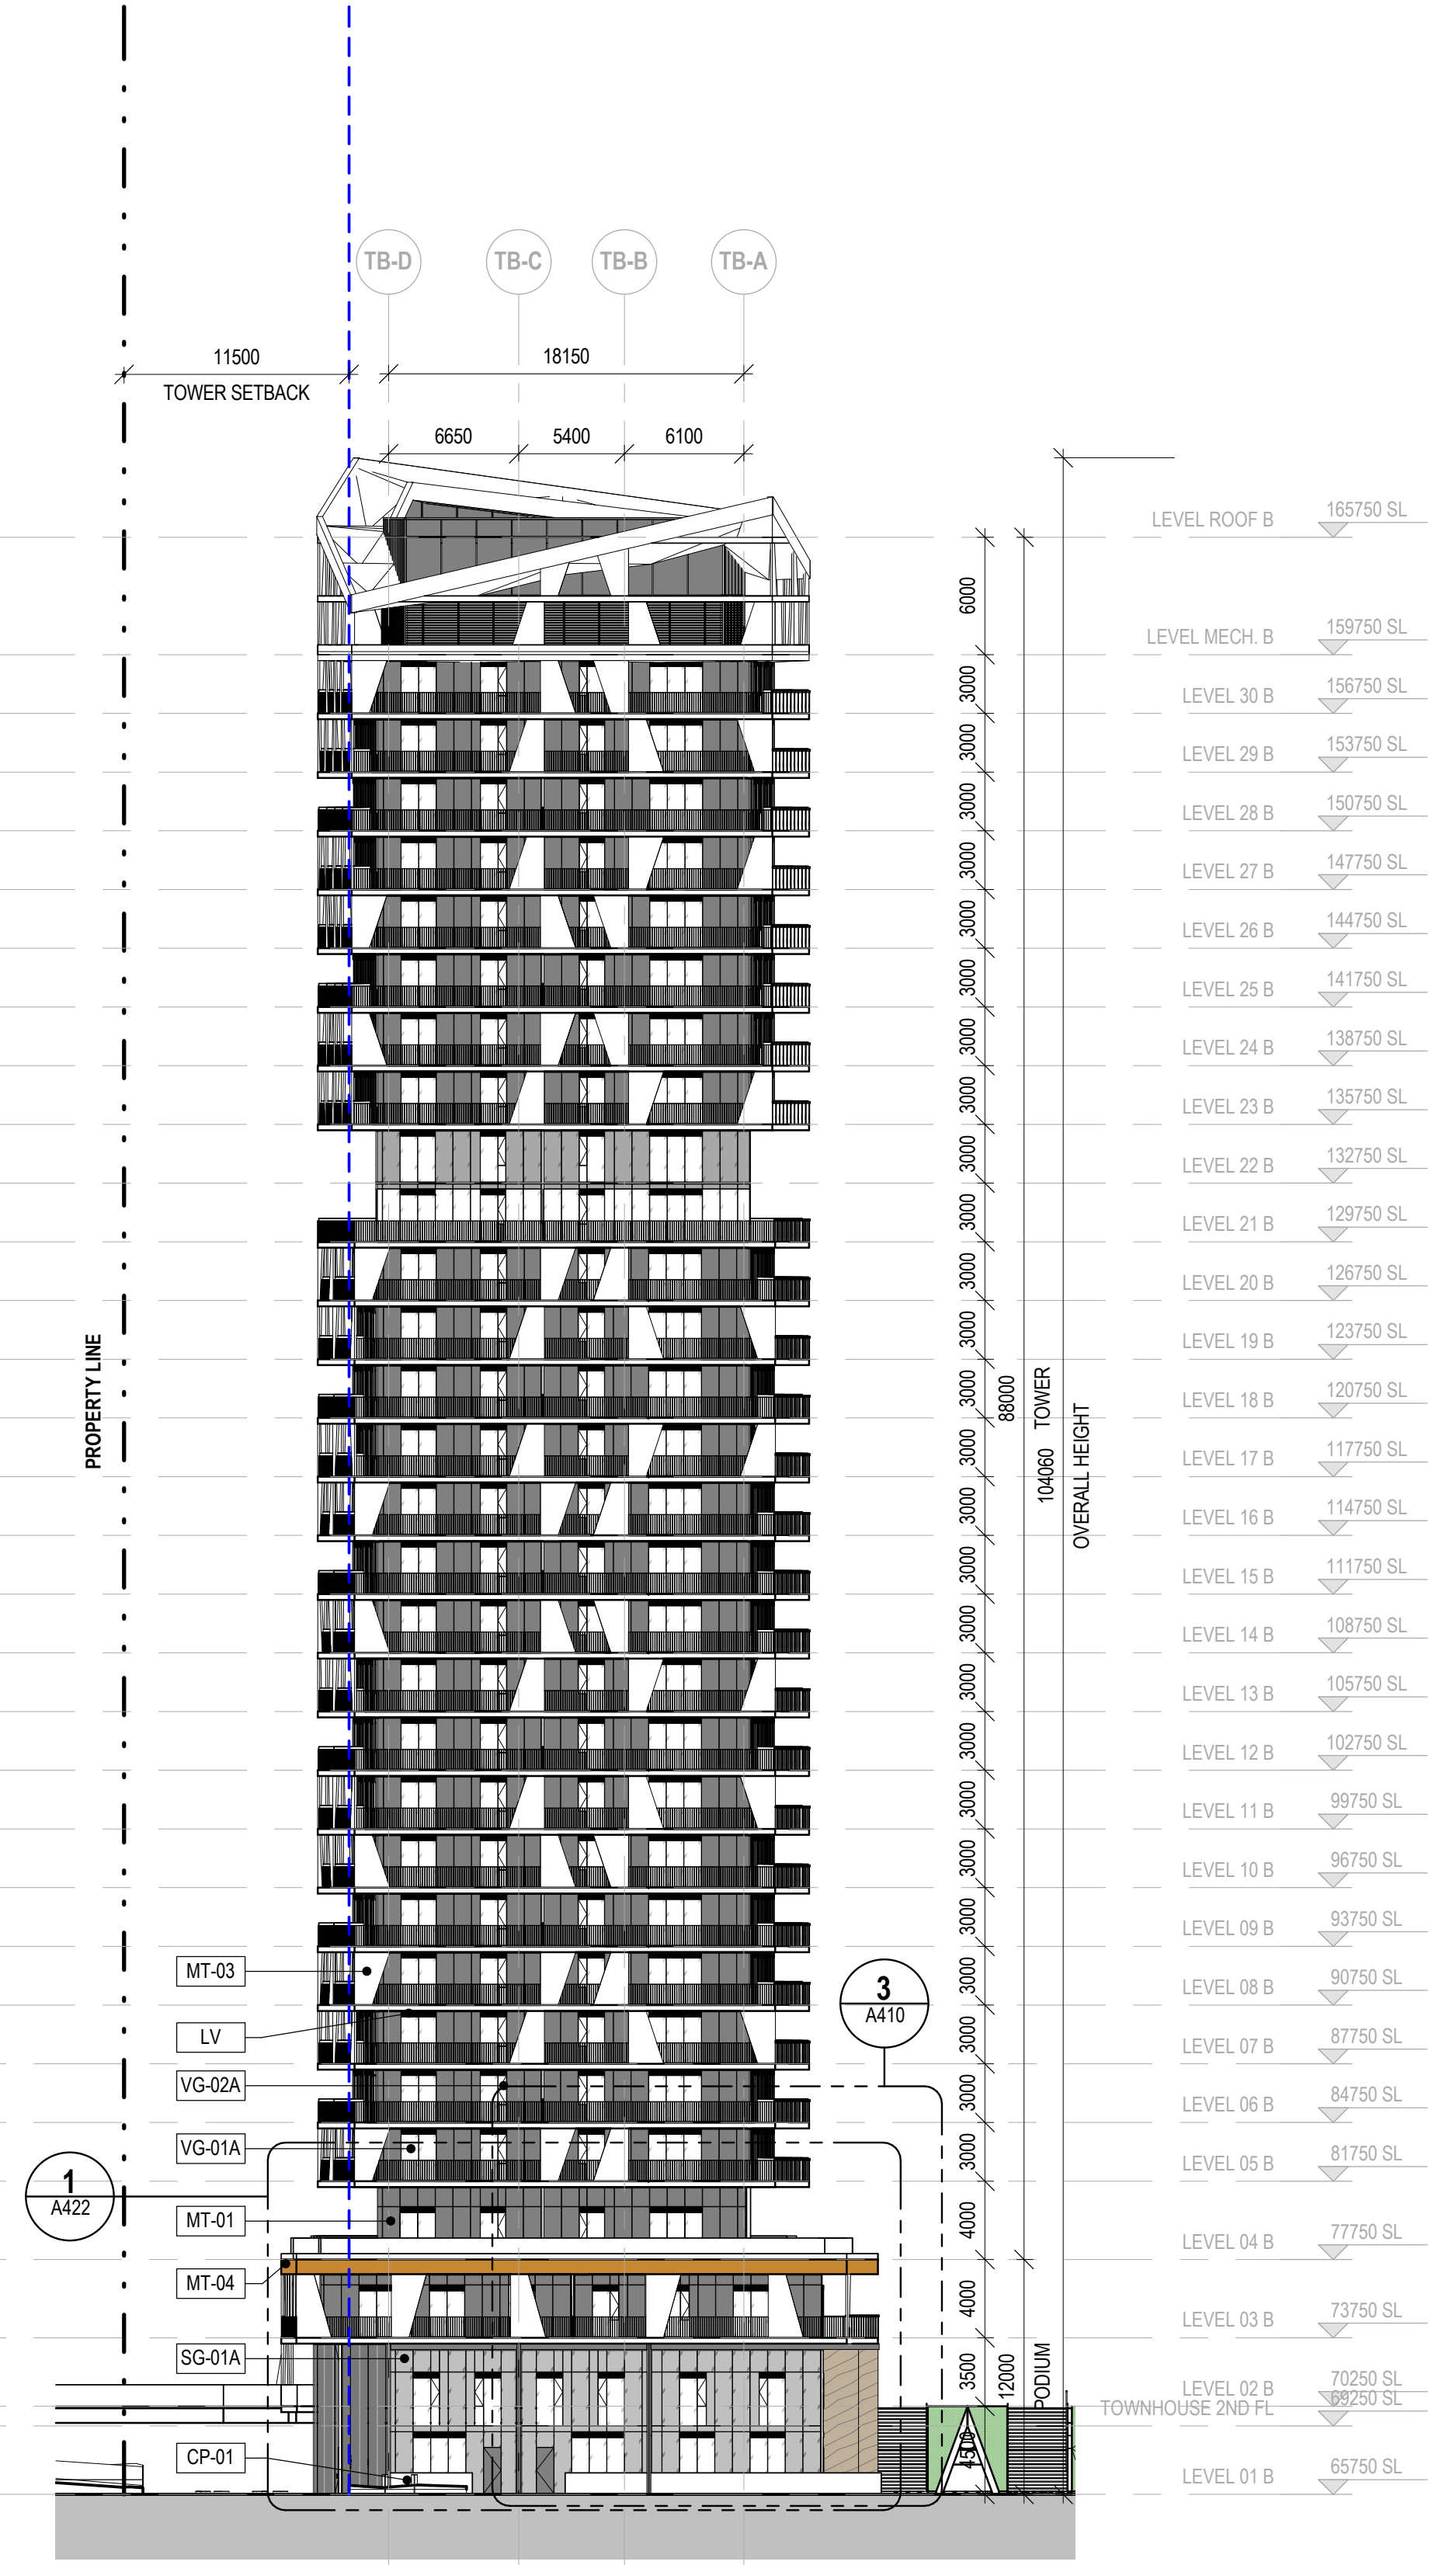 TB-D
TB-C
TB-B
TB-A
11500
TOWER SETBACK
18150
6650
5400
6100
LEVEL ROOF B
165750 SL
6000
LEVEL MECH. B
159750 SL
3000
LEVEL 30 B
156750 SL
3000
LEVEL 29 B
153750 SL
3000
LEVEL 28 B
150750 SL
3000
LEVEL 27 B
147750 SL
3000
LEVEL 26 B
144750 SL
3000
LEVEL 25 B
141750 SL
3000
LEVEL 24 B
138750 SL
3000
LEVEL 23 B
135750 SL
3000
LEVEL 22 B
132750 SL
3000
LEVEL 21 B
129750 SL
3000
LEVEL 20 B
126750 SL
3000
LEVEL 19 B
123750 SL
PROPERTY LINE
88000
TOWER
104060
OVERALL HEIGHT
3000
LEVEL 18 B
120750 SL
3000
LEVEL 17 B
117750 SL
3000
LEVEL 16 B
114750 SL
3000
LEVEL 15 B
111750 SL
3000
LEVEL 14 B
108750 SL
3000
LEVEL 13 B
105750 SL
3000
LEVEL 12 B
102750 SL
3000
LEVEL 11 B
99750 SL
3000
LEVEL 10 B
96750 SL
3000
LEVEL 09 B
93750 SL
MT-03
3
A410
3000
LEVEL 08 B
90750 SL
LV
3000
LEVEL 07 B
87750 SL
VG-02A
3000
LEVEL 06 B
84750 SL
VG-01A
3000
LEVEL 05 B
81750 SL
1
A422
MT-01
4000
LEVEL 04 B
77750 SL
MT-04
4000
LEVEL 03 B
73750 SL
SG-01A
3500
12000
PODIUM
LEVEL 02 B
70250 SL
TOWNHOUSE 2ND FL
69250 SL
CP-01
4500
LEVEL 01 B
65750 SL